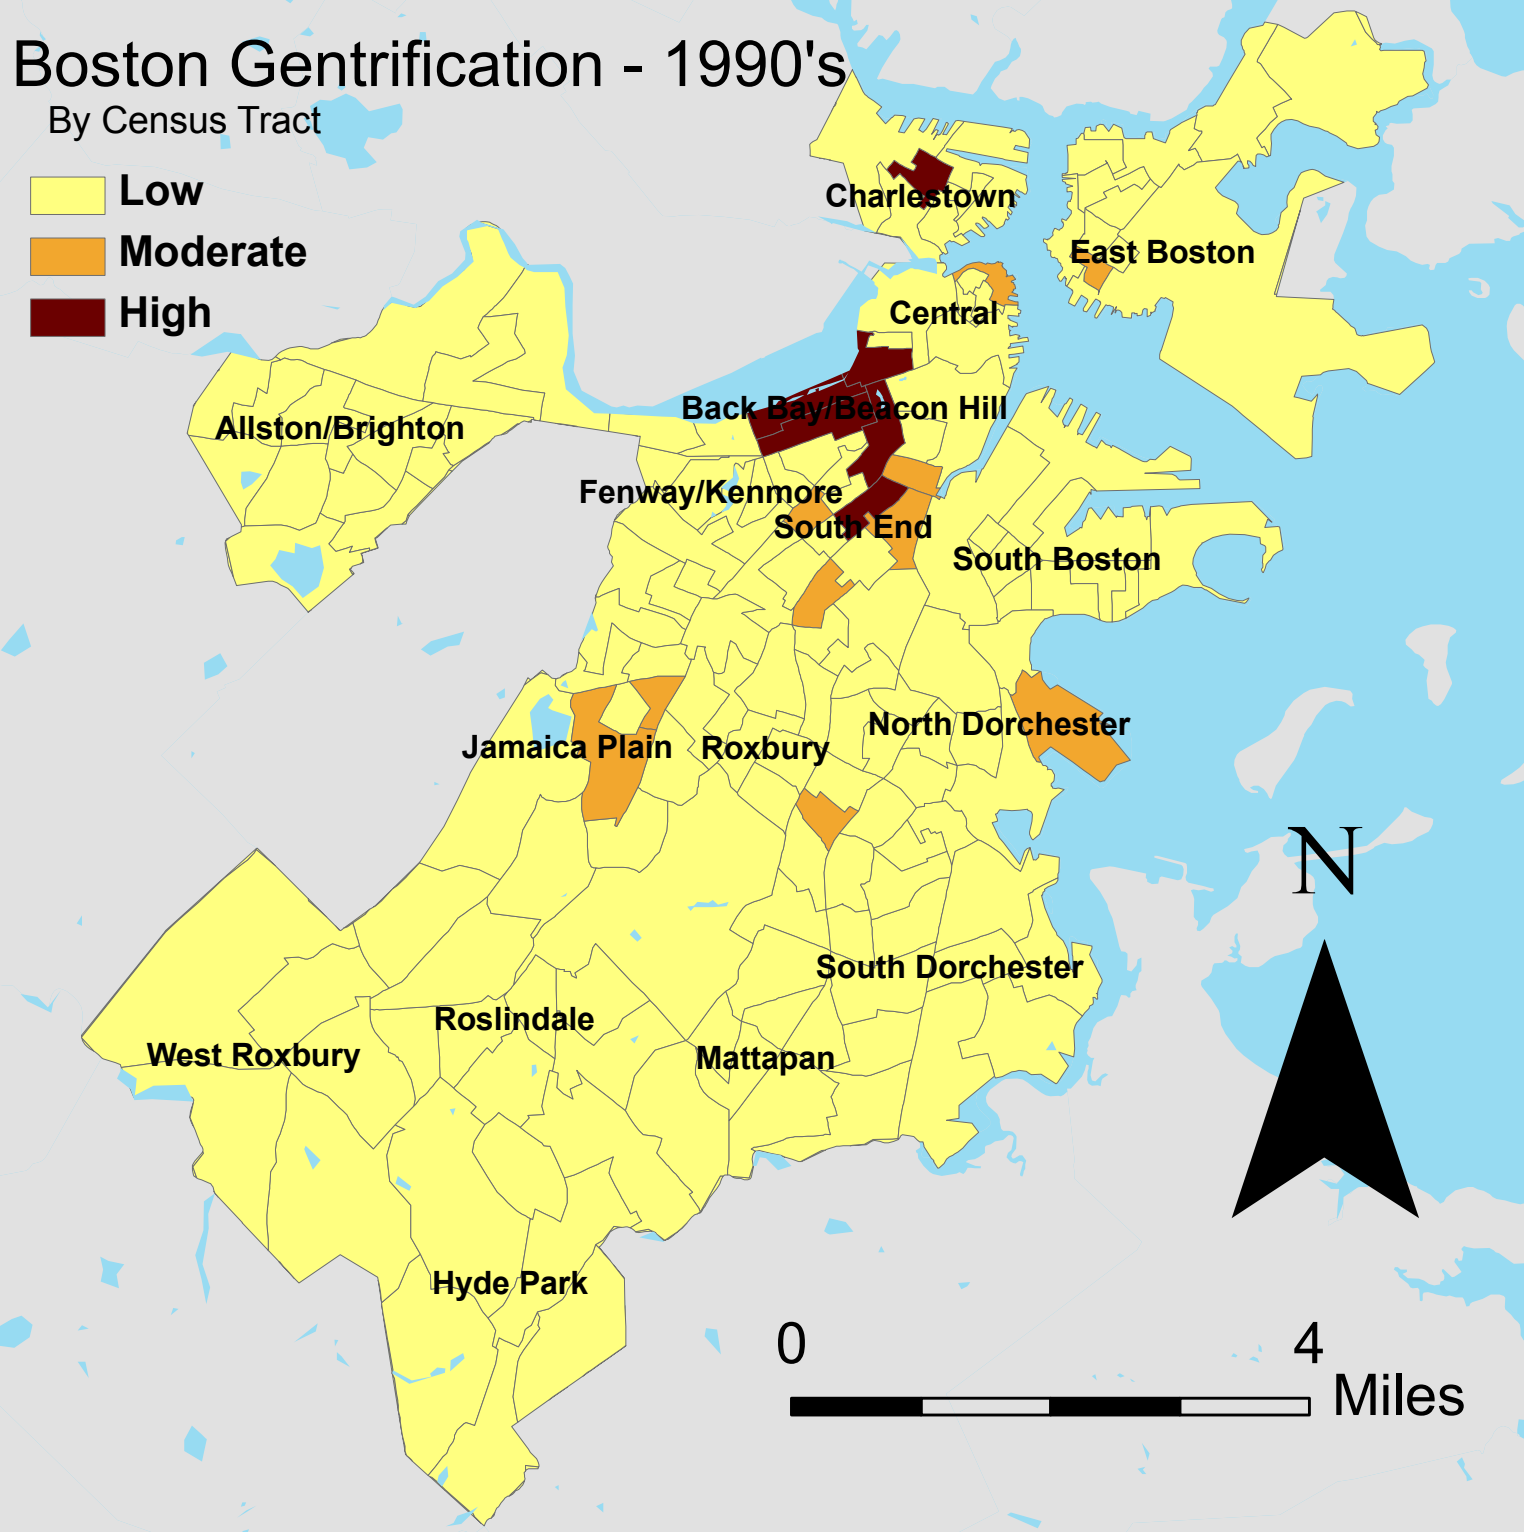 Boston Gentrification - 1990's
By Census Tract
Low
Moderate
High
Charlestown
East Boston
Central
Back Bay/Beacon Hill
Allston/Brighton
Fenway/Kenmore
South End
South Boston
North Dorchester
Jamaica Plain
Roxbury
N
South Dorchester
Roslindale
West Roxbury
Mattapan
Hyde Park
0 4
Miles